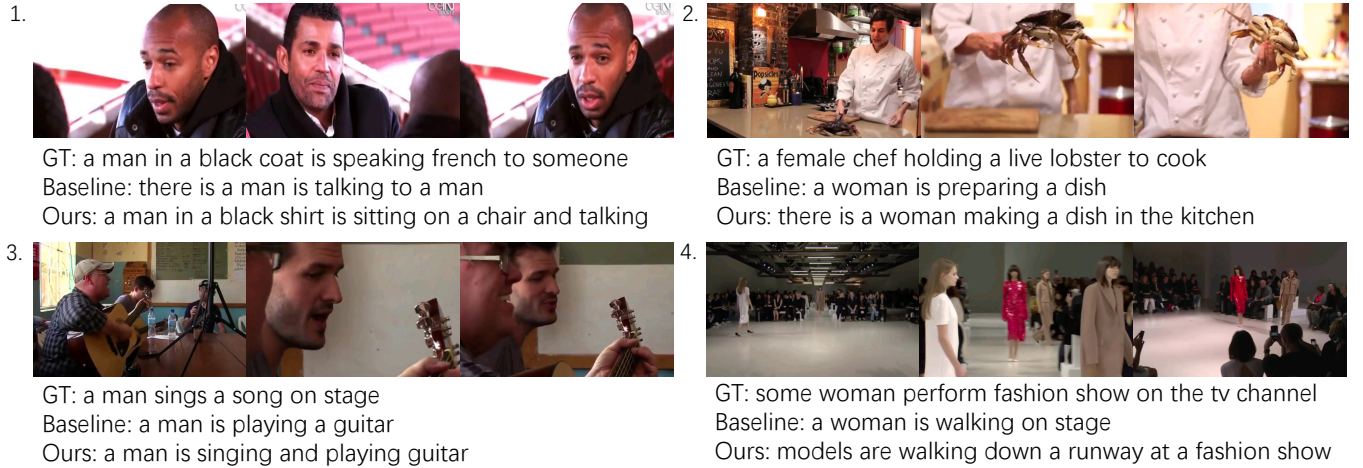 1.
GT: a man in a black coat is speaking french to someone
Baseline: there is a man is talking to a man
Ours: a man in a black shirt is sitting on a chair and talking
2.
Popsicles
GT: a female chef holding a live lobster to cook
Baseline: a woman is preparing a dish
Ours: there is a woman making a dish in the kitchen
3.
GT: a man sings a song on stage
Baseline: a man is playing a guitar
Ours: a man is singing and playing guitar
4.
GT: some woman perform fashion show on the tv channel
Baseline: a woman is walking on stage
Ours: models are walking down a runway at a fashion show